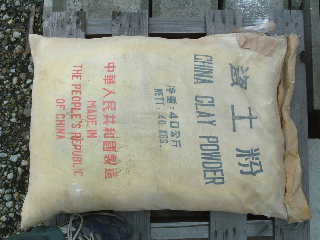 瓷土粉
CHINA CLAY POWDER
净重:40公斤
NETT: 40 KGS.
中華人民共和國製造
MADE IN
THE PEOPLE'S REPUBLIC
OF CHINA